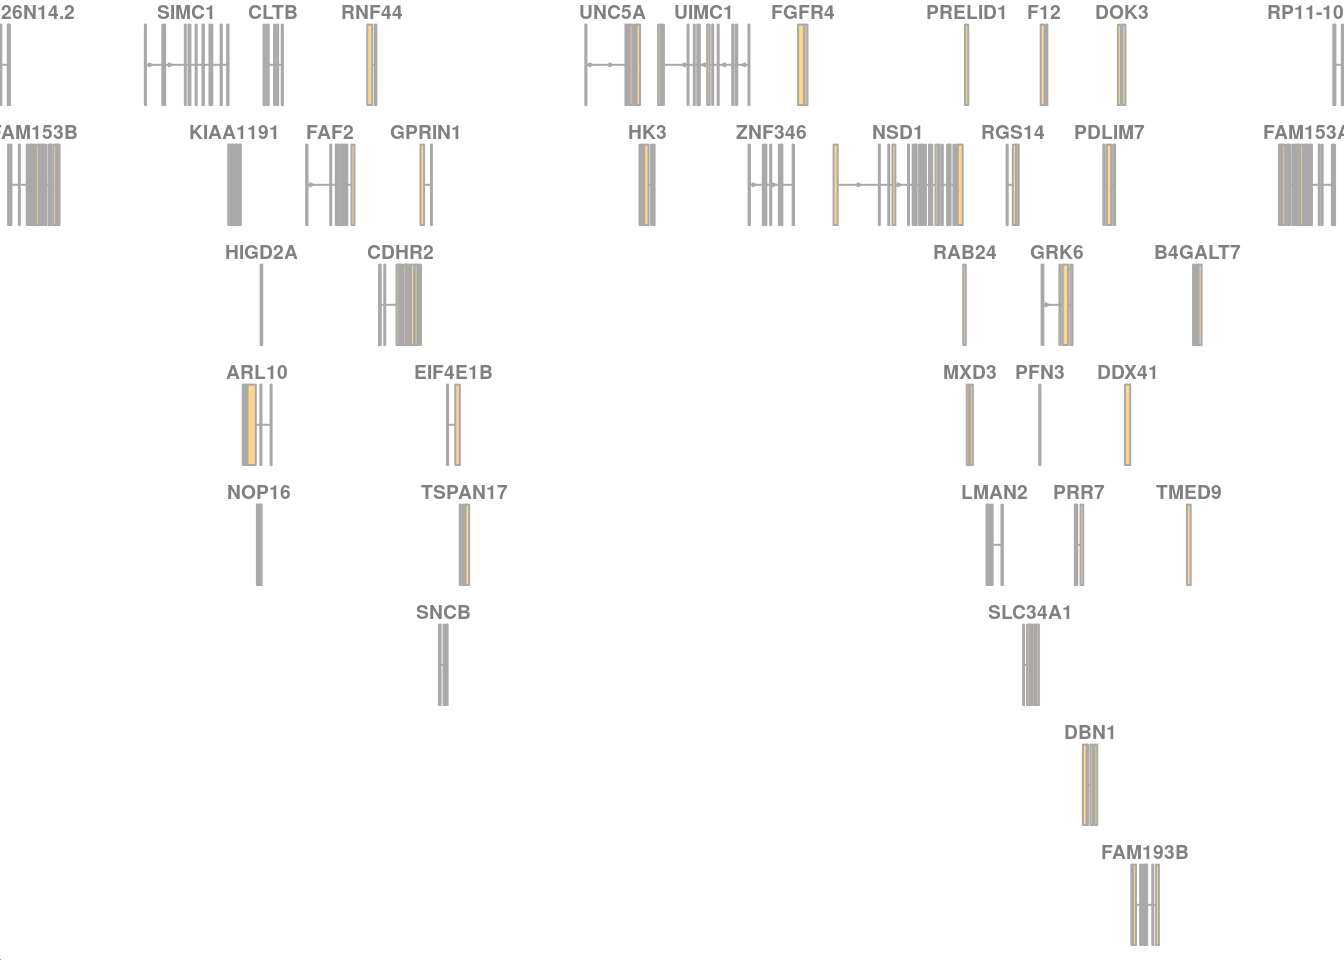 26N14.2 SIMC1 CLTB RNF44 UNC5A UIMC1 FGFR4 PRELID1 F12 DOK3 RP11-10
FAM153B KIAA1191 FAF2 GPRIN1 HK3 ZNF346 NSD1 RGS14 PDLIM7 FAM153A
HIGD2A CDHR2 RAB24 GRK6 B4GALT7
ARL10 EIF4E1B MXD3 PFN3 DDX41
NOP16 TSPAN17 LMAN2 PRR7 TMED9
SNCB SLC34A1
DBN1
FAM193B